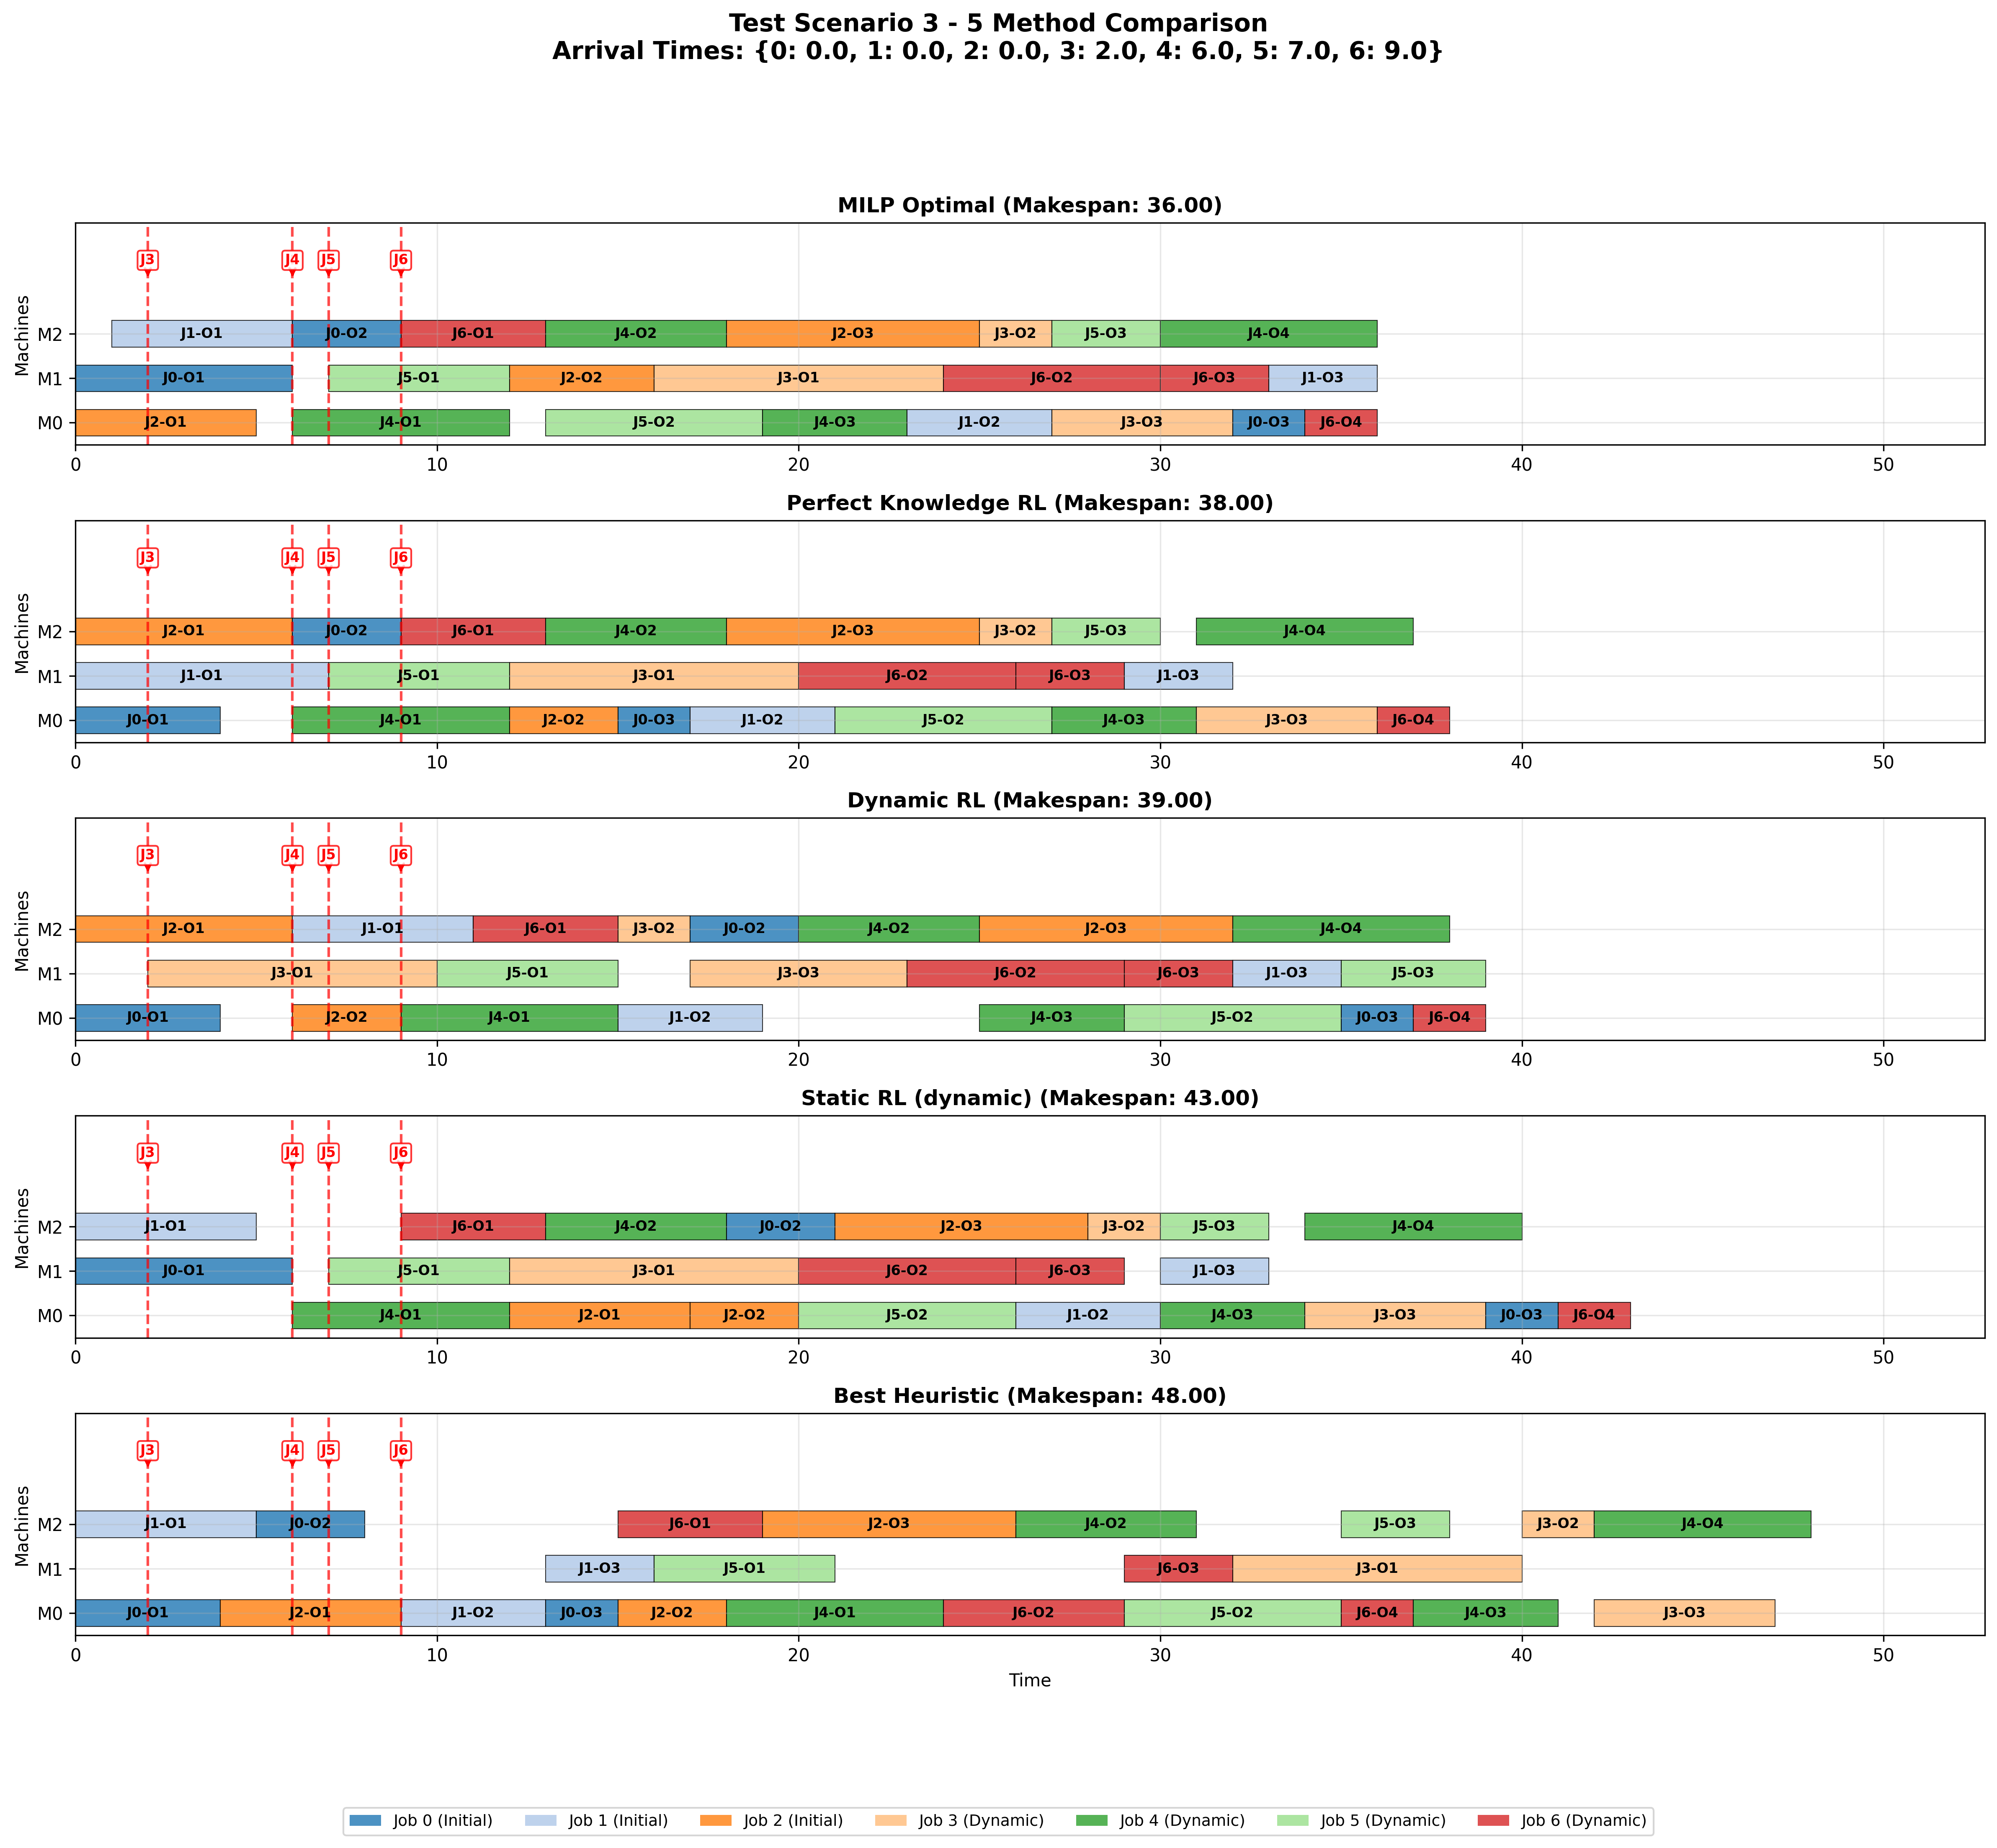 Test Scenario 3 - 5 Method Comparison
Arrival Times: {0: 0.0, 1: 0.0, 2: 0.0, 3: 2.0, 4: 6.0, 5: 7.0, 6: 9.0}
MILP Optimal (Makespan: 36.00)
Machines
J3 J4 J5 J6
M2 J1-O1 J0-O2 J6-O1 J4-O2 J2-O3 J3-O2 J5-O3 J4-O4
M1 J0-O1 J5-O1 J2-O2 J3-O1 J6-O2 J6-O3 J1-O3
M0 J2-O1 J4-O1 J5-O2 J4-O3 J1-O2 J3-O3 J0-O3 J6-O4
0 10 20 30 40 50
Perfect Knowledge RL (Makespan: 38.00)
Machines
J3 J4 J5 J6
M2 J2-O1 J0-O2 J6-O1 J4-O2 J2-O3 J3-O2 J5-O3 J4-O4
M1 J1-O1 J5-O1 J3-O1 J6-O2 J6-O3 J1-O3
M0 J0-O1 J4-O1 J2-O2 J0-O3 J1-O2 J5-O2 J4-O3 J3-O3 J6-O4
0 10 20 30 40 50
Dynamic RL (Makespan: 39.00)
Machines
J3 J4 J5 J6
M2 J2-O1 J1-O1 J6-O1 J3-O2 J0-O2 J4-O2 J2-O3 J4-O4
M1 J3-O1 J5-O1 J3-O3 J6-O2 J6-O3 J1-O3 J5-O3
M0 J0-O1 J2-O2 J4-O1 J1-O2 J4-O3 J5-O2 J0-O3 J6-O4
0 10 20 30 40 50
Static RL (dynamic) (Makespan: 43.00)
Machines
J3 J4 J5 J6
M2 J1-O1 J6-O1 J4-O2 J0-O2 J2-O3 J3-O2 J5-O3 J4-O4
M1 J0-O1 J5-O1 J3-O1 J6-O2 J6-O3 J1-O3
M0 J4-O1 J2-O1 J2-O2 J5-O2 J1-O2 J4-O3 J3-O3 J0-O3 J6-O4
0 10 20 30 40 50
Best Heuristic (Makespan: 48.00)
Machines
J3 J4 J5 J6
M2 J1-O1 J0-O2 J6-O1 J2-O3 J4-O2 J5-O3 J3-O2 J4-O4
M1 J1-O3 J5-O1 J6-O3 J3-O1
M0 J0-O1 J2-O1 J1-O2 J0-O3 J2-O2 J4-O1 J6-O2 J5-O2 J6-O4 J4-O3 J3-O3
0 10 20 30 40 50
Time
Job 0 (Initial) Job 1 (Initial) Job 2 (Initial) Job 3 (Dynamic) Job 4 (Dynamic) Job 5 (Dynamic) Job 6 (Dynamic)